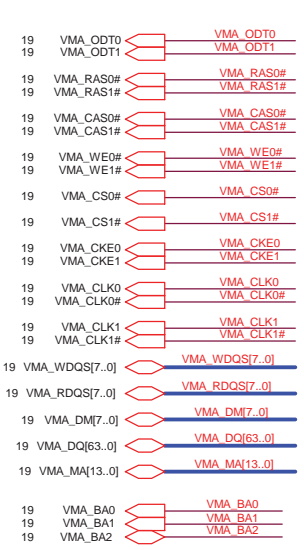 19 VMA_ODT0 VMA_ODT0
19 VMA_ODT1 VMA_ODT1
19 VMA_RAS0# VMA_RAS0#
19 VMA_RAS1# VMA_RAS1#
19 VMA_CAS0# VMA_CAS0#
19 VMA_CAS1# VMA_CAS1#
19 VMA_WE0# VMA_WE0#
19 VMA_WE1# VMA_WE1#
19 VMA_CS0# VMA_CS0#
19 VMA_CS1# VMA_CS1#
19 VMA_CKE0 VMA_CKE0
19 VMA_CKE1 VMA_CKE1
19 VMA_CLK0 VMA_CLK0
19 VMA_CLK0# VMA_CLK0#
19 VMA_CLK1 VMA_CLK1
19 VMA_CLK1# VMA_CLK1#
19 VMA_WDQS[7..0] VMA_WDQS[7..0]
19 VMA_RDQS[7..0] VMA_RDQS[7..0]
19 VMA_DM[7..0] VMA_DM[7..0]
19 VMA_DQ[63..0] VMA_DQ[63..0]
19 VMA_MA[13..0] VMA_MA[13..0]
19 VMA_BA0 VMA_BA0
19 VMA_BA1 VMA_BA1
19 VMA_BA2 VMA_BA2